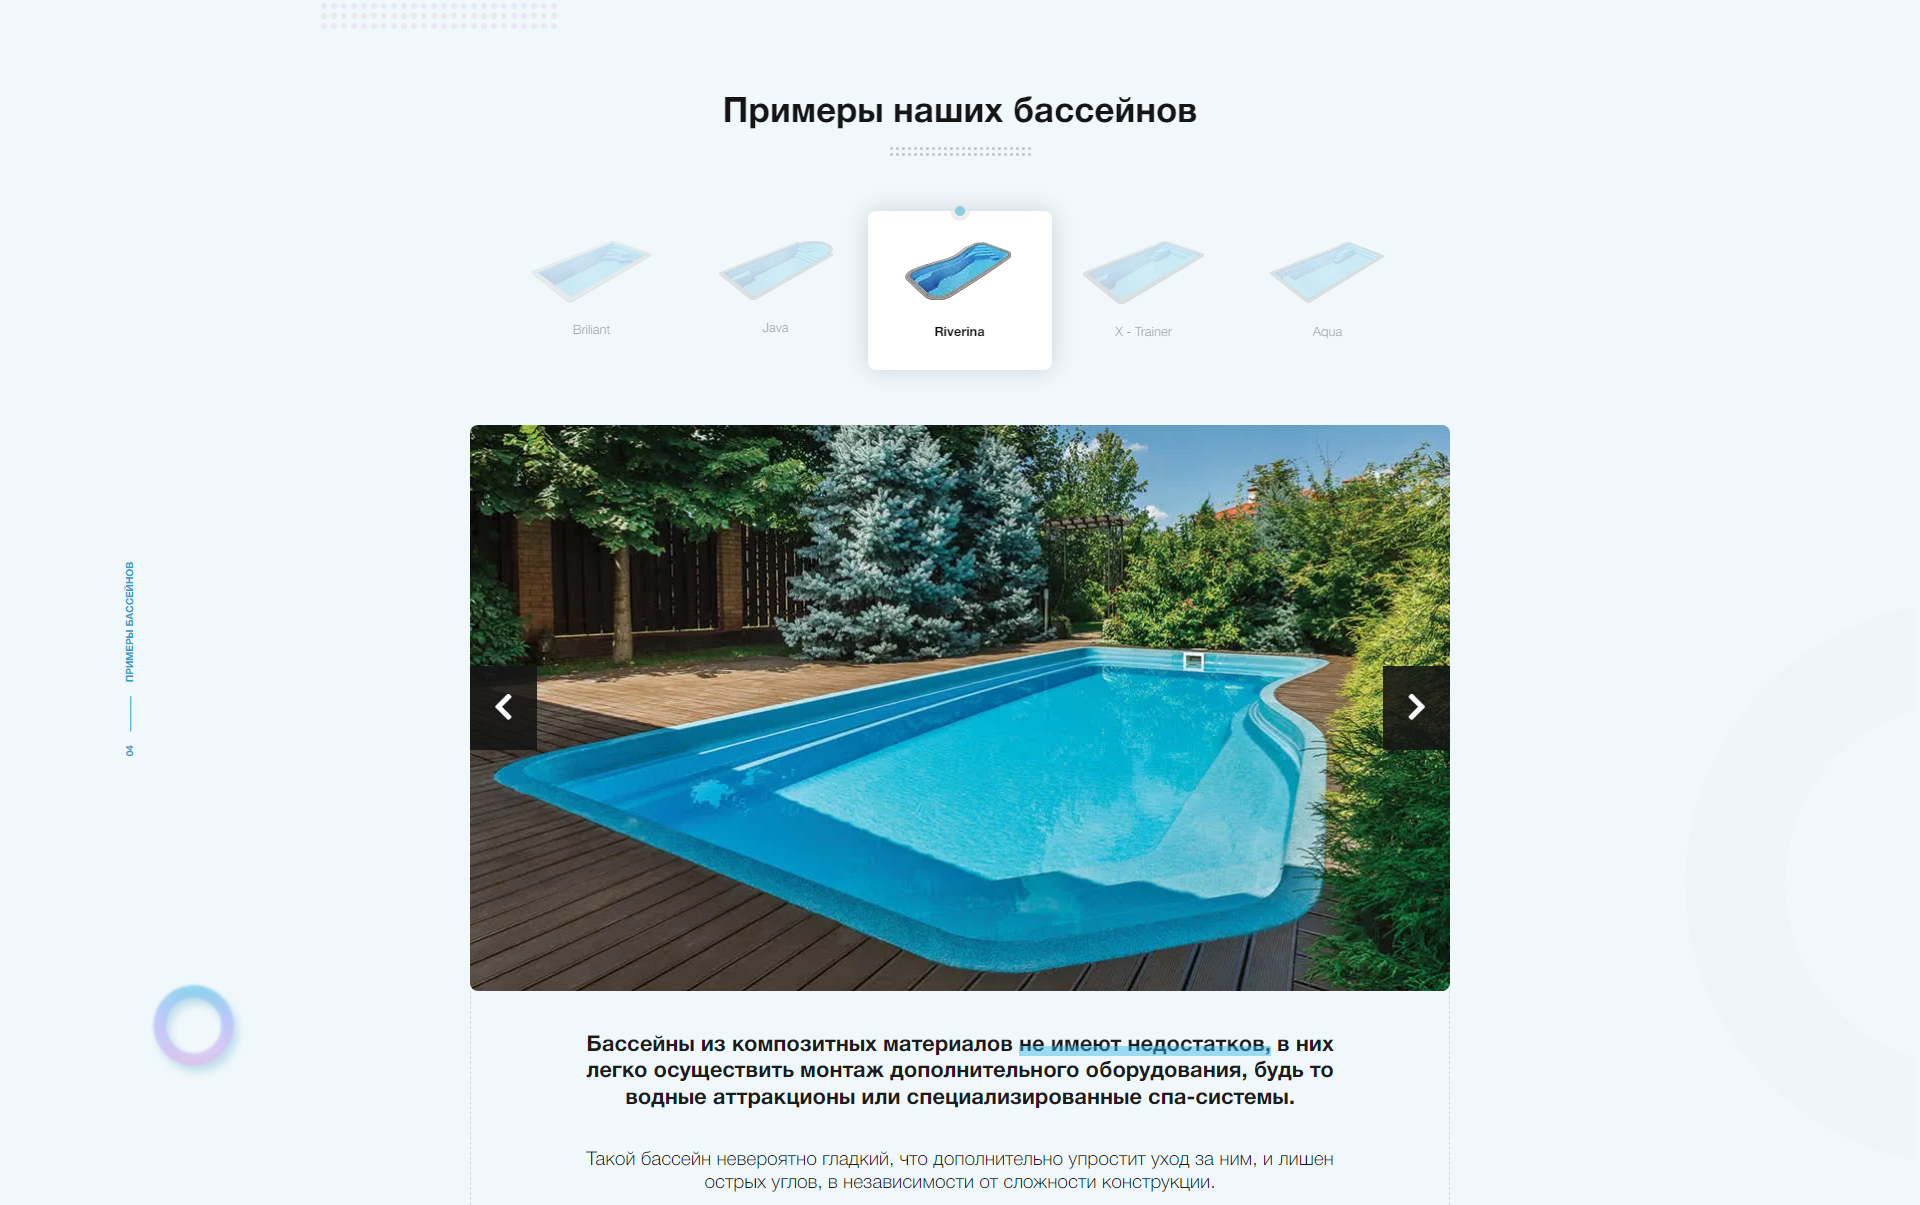 Примеры наших бассейнов
Briliant
Java
Riverina
X - Trainer
Aqua
04 ПРИМЕРЫ БАССЕЙНОВ
Бассейны из композитных материалов не имеют недостатков, в них
легко осуществить монтаж дополнительного оборудования, будь то
водные аттракционы или специализированные спа-системы.
Такой бассейн невероятно гладкий, что дополнительно упростит уход за ним, и лишен
острых углов, в независимости от сложности конструкции.